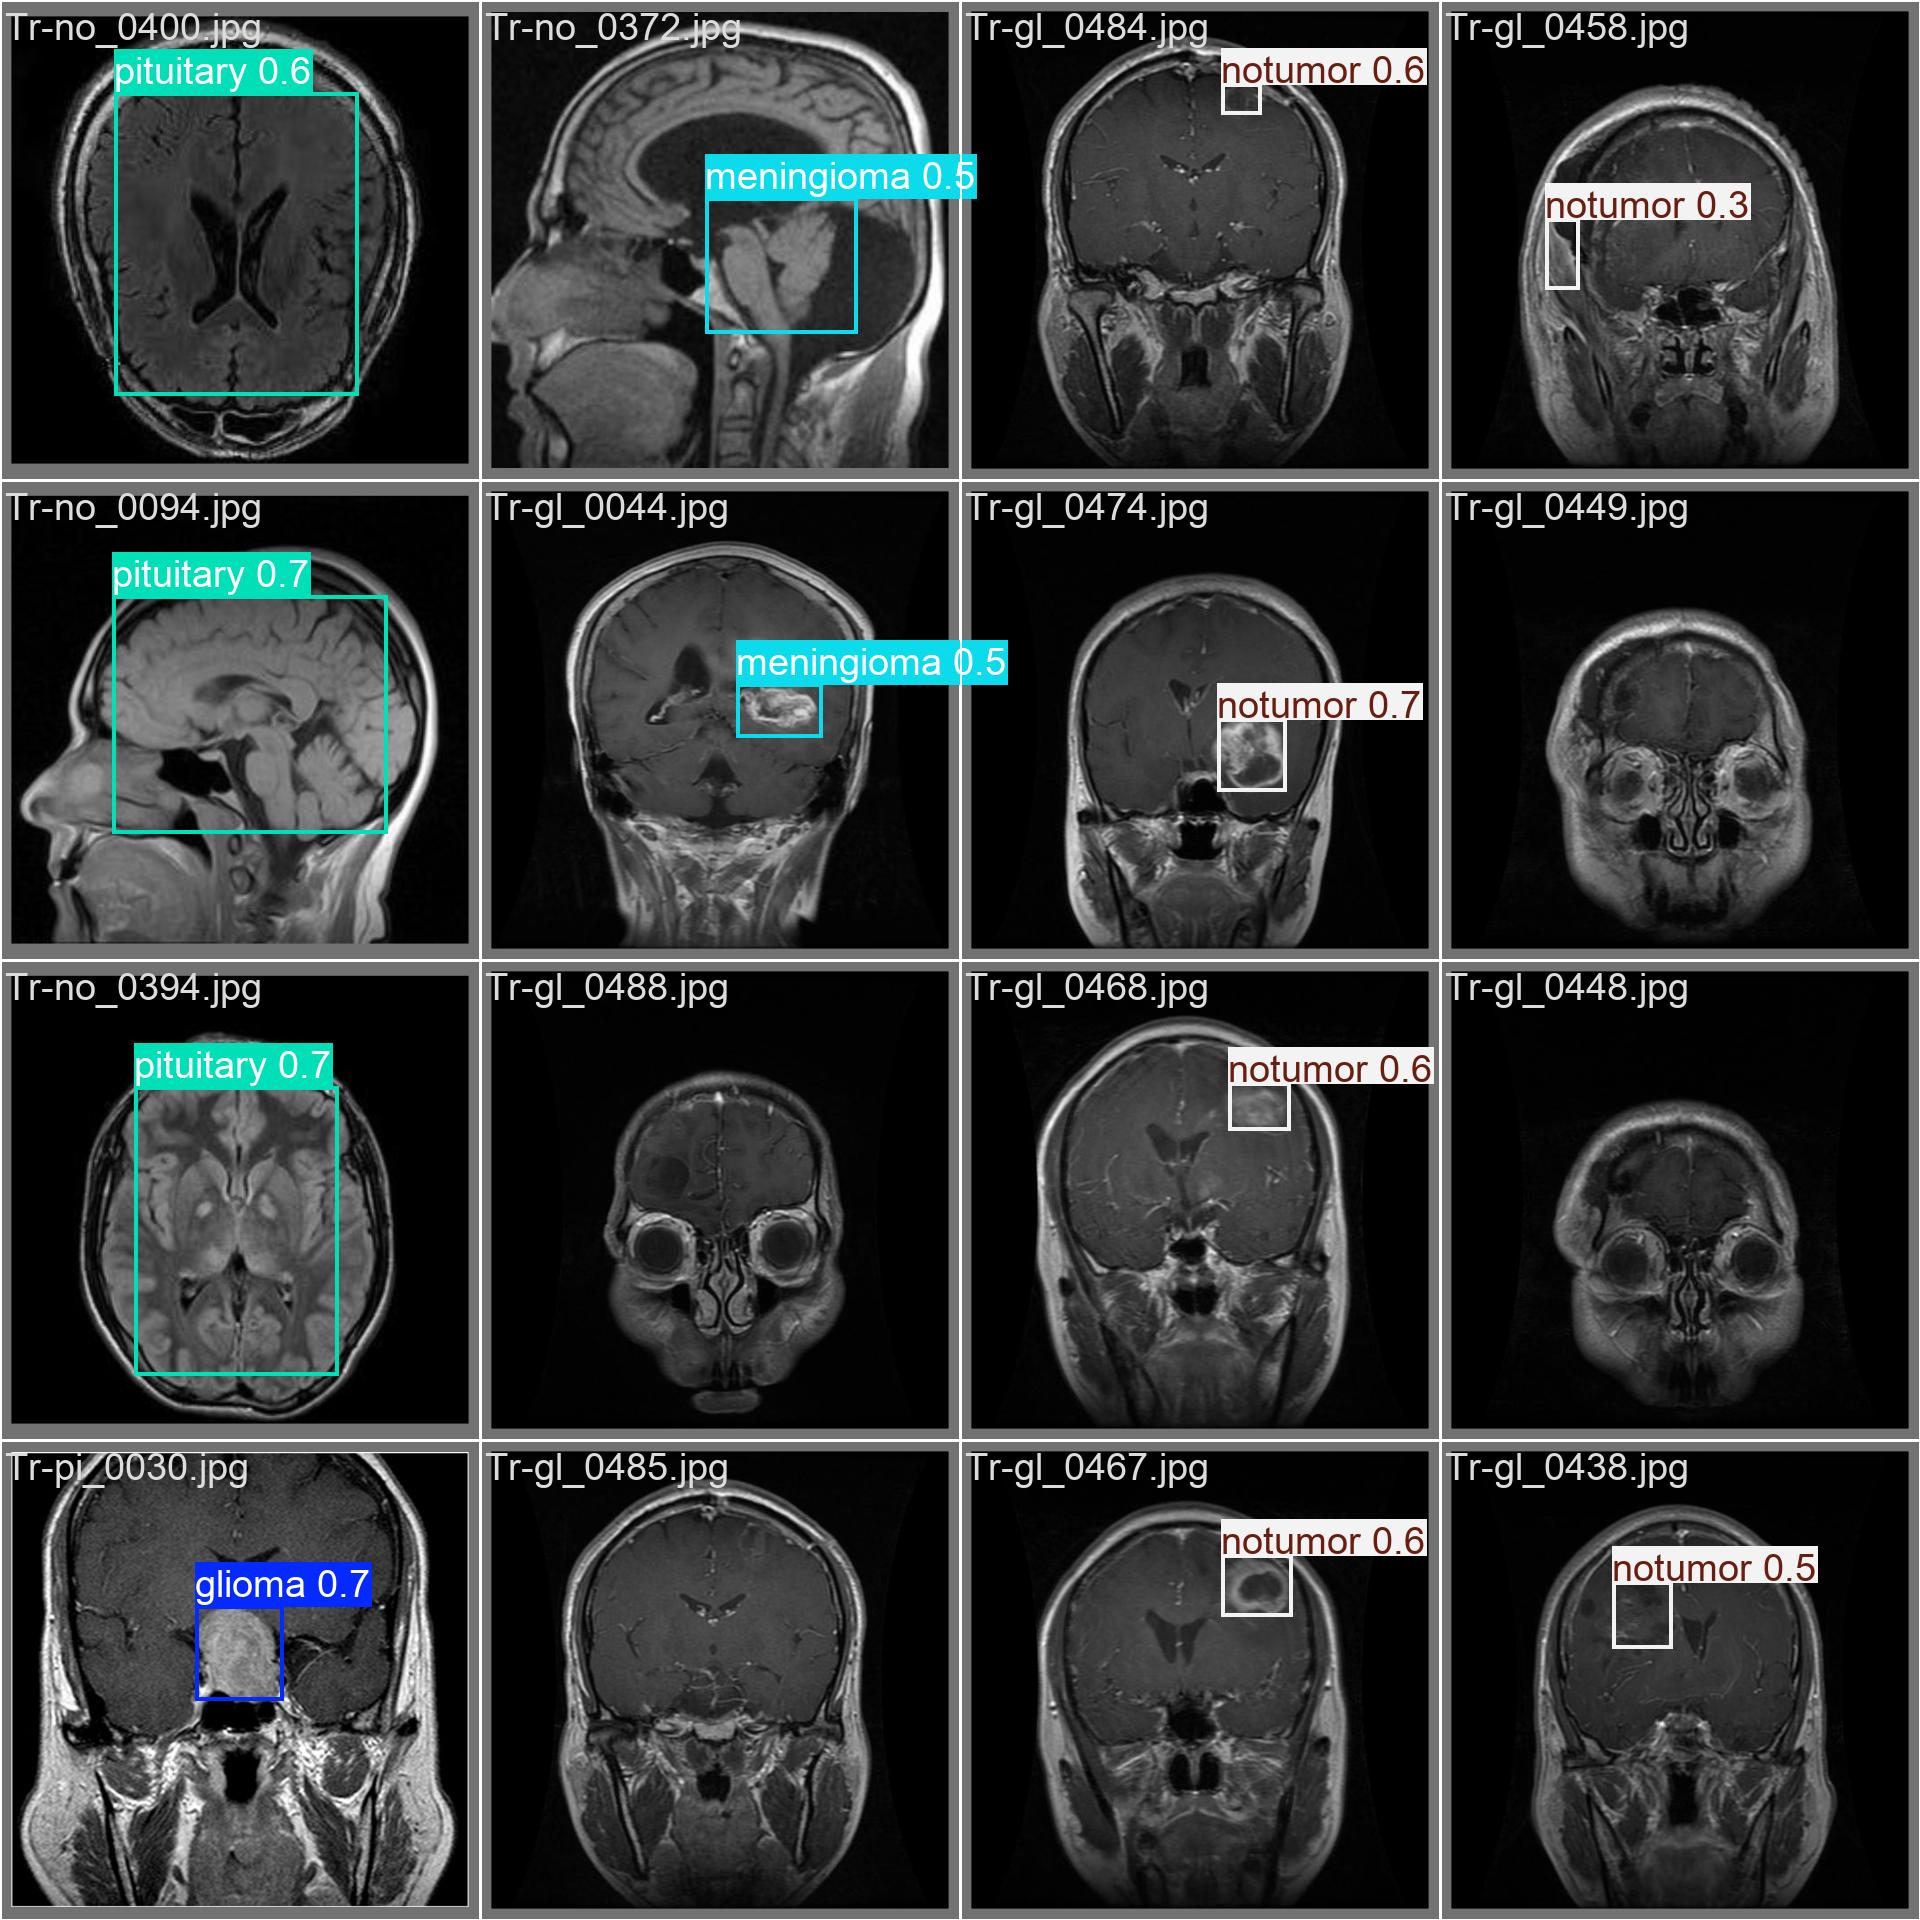 Tr-no_0400.jpg
pituitary 0.6
Tr-no_0372.jpg
meningioma 0.5
Tr-gl_0484.jpg
notumor 0.6
Tr-gl_0458.jpg
notumor 0.3
Tr-no_0094.jpg
pituitary 0.7
Tr-gl_0044.jpg
meningioma 0.5
Tr-gl_0474.jpg
notumor 0.7
Tr-gl_0449.jpg
Tr-no_0394.jpg
pituitary 0.7
Tr-gl_0488.jpg
Tr-gl_0468.jpg
notumor 0.6
Tr-gl_0448.jpg
Tr-pi_0030.jpg
glioma 0.7
Tr-gl_0485.jpg
Tr-gl_0467.jpg
notumor 0.6
Tr-gl_0438.jpg
notumor 0.5